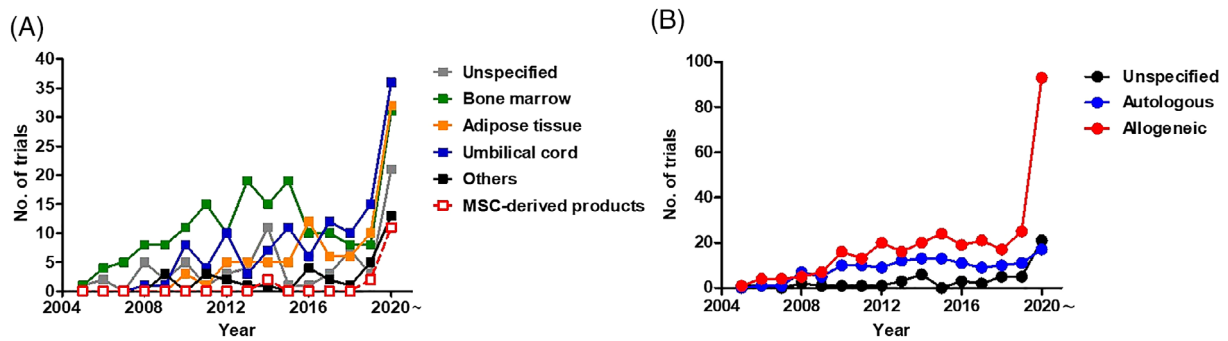 (A)
No. of trials
40
35
30
25
20
15
10
5
0
2004
2008
2012
2016
2020~
Year
Unspecified
Bone marrow
Adipose tissue
Umbilical cord
Others
MSC-derived products
(B)
No. of trials
100
80
60
40
20
0
2004
2008
2012
2016
2020~
Year
Unspecified
Autologous
Allogeneic